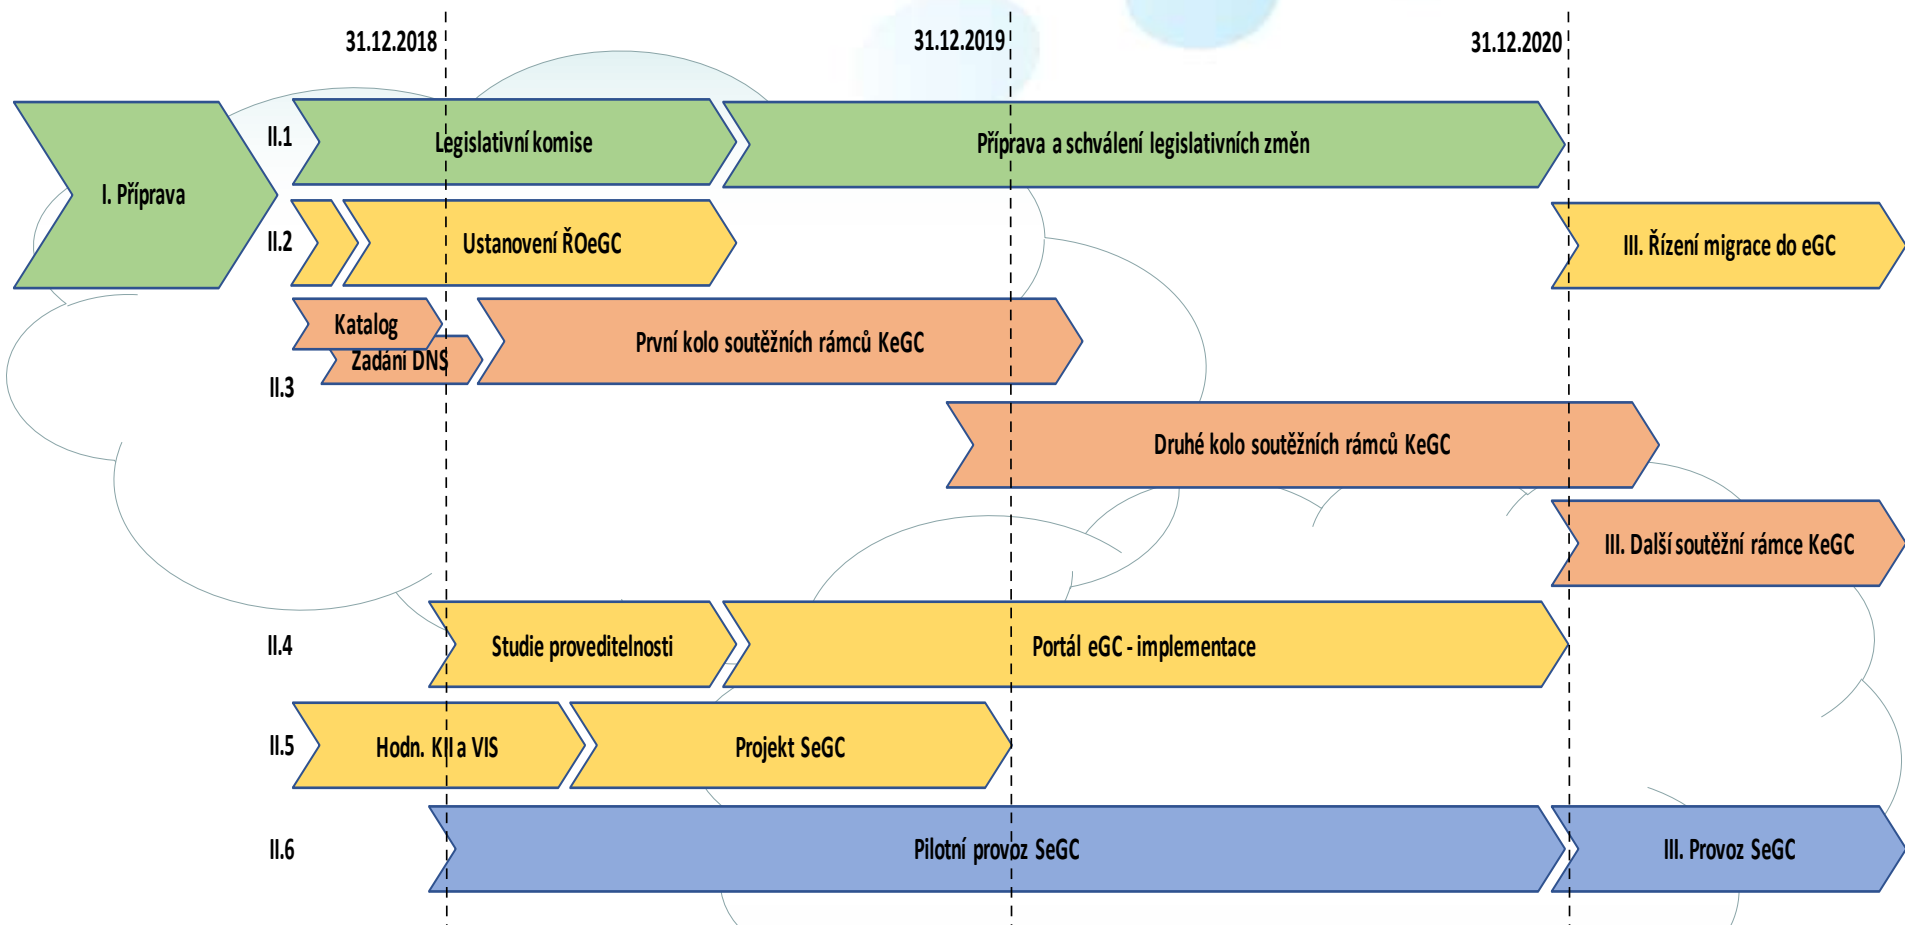 31.12.2018
31.12.2019
31.12.2020
I. Příprava
II.1
Legislativní komise
Příprava a schválení legislativních změn
II.2
Ustanovení ŘOeGC
III. Řízení migrace do eGC
Katalog
Zadání DNS
První kolo soutěžních rámců KeGC
II.3
Druhé kolo soutěžních rámců KeGC
III. Další soutěžní rámce KeGC
II.4
Studie proveditelnosti
Portál eGC - implementace
II.5
Hodn. KII a VIS
Projekt SeGC
II.6
Pilotní provoz SeGC
III. Provoz SeGC